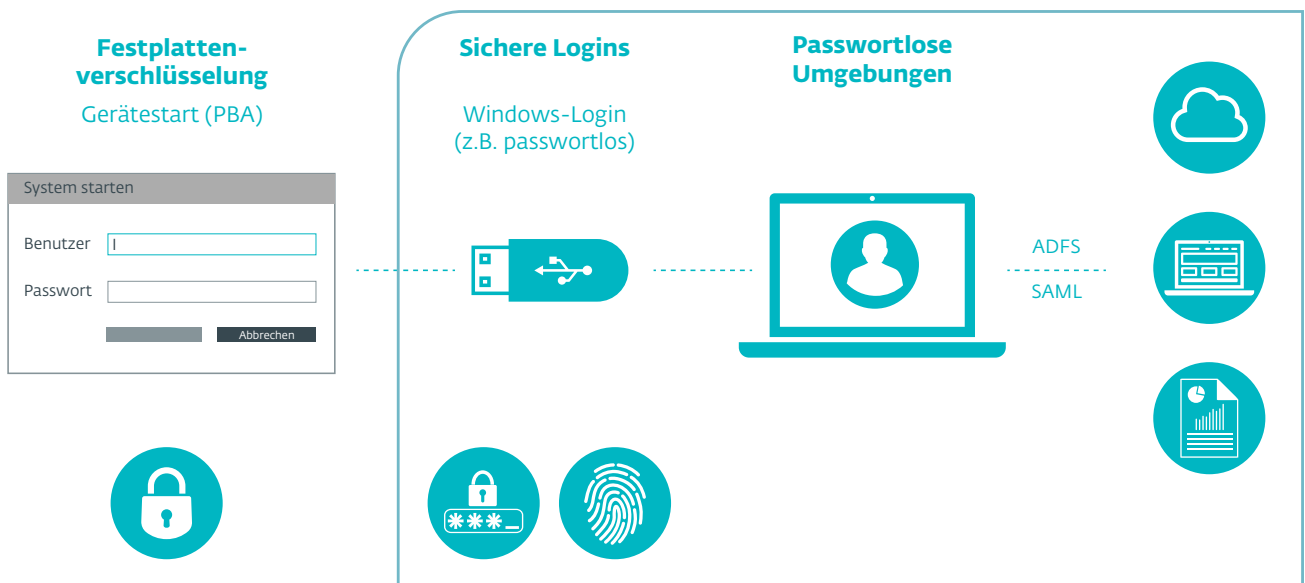 Festplatten-
verschlüsselung
Gerätestart (PBA)
System starten
Benutzer
Passwort
Abbrechen
Sichere Logins
Windows-Login
(z.B. passwortlos)
Passwortlose
Umgebungen
ADFS
SAML
***_